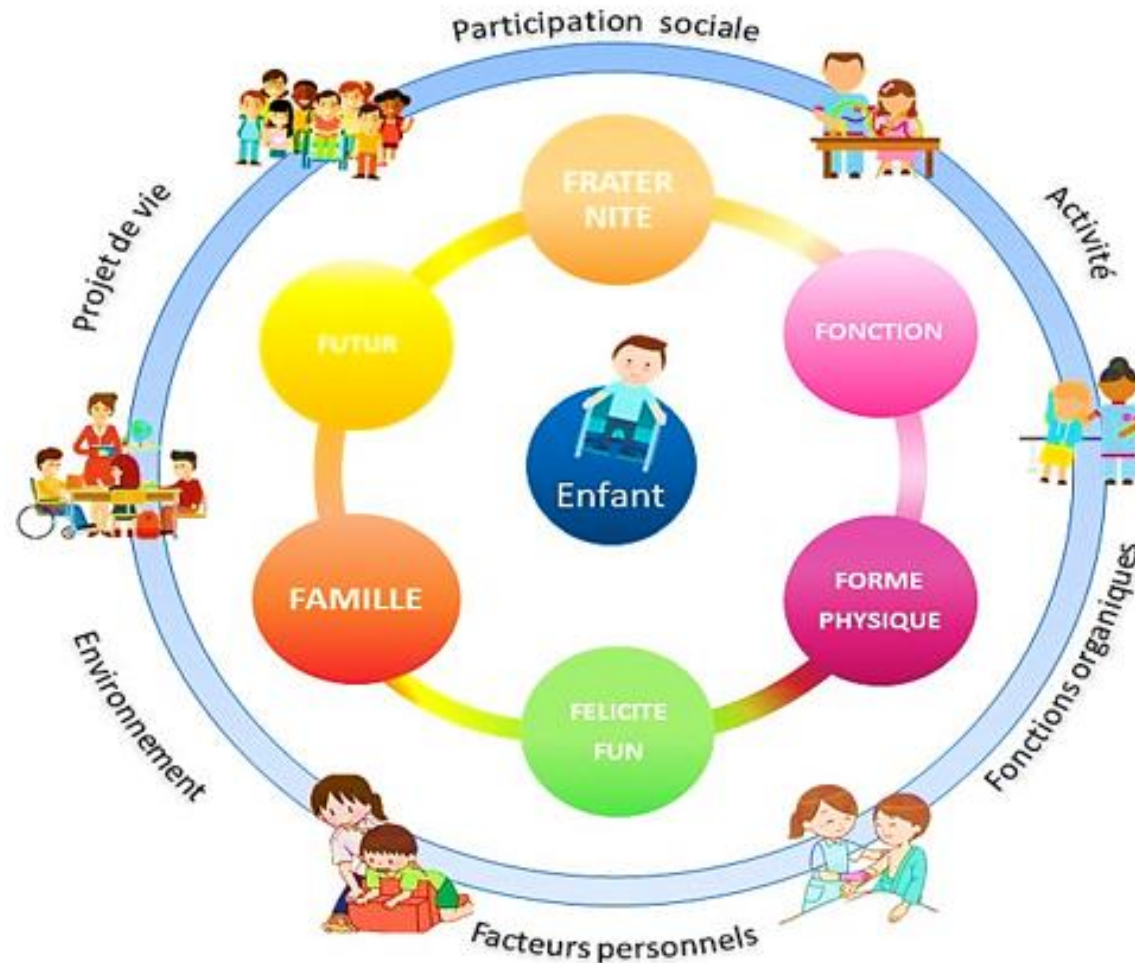 Participation sociale
Activité
Fonctions organiques
Facteurs personnels
Environnement
Projet de vie
FRATER
NITE
FONCTION
FORME
PHYSIQUE
FELICITE
FUN
FAMILLE
FUTUR
Enfant